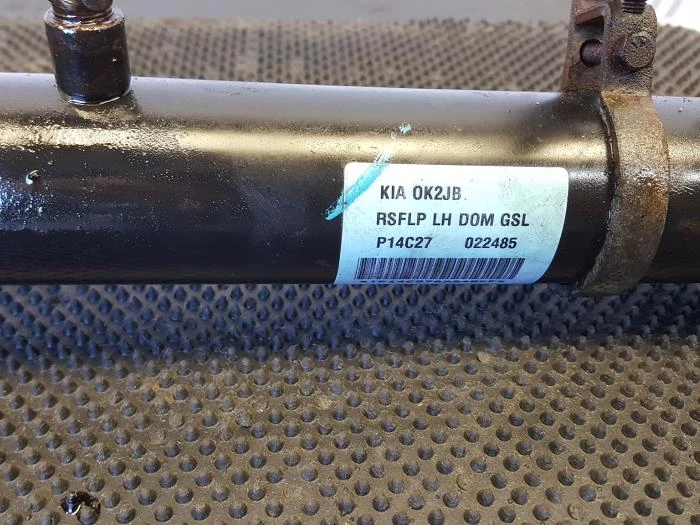 KIA OK2JB
RSFLP LH DOM GSL
P14C27 022485